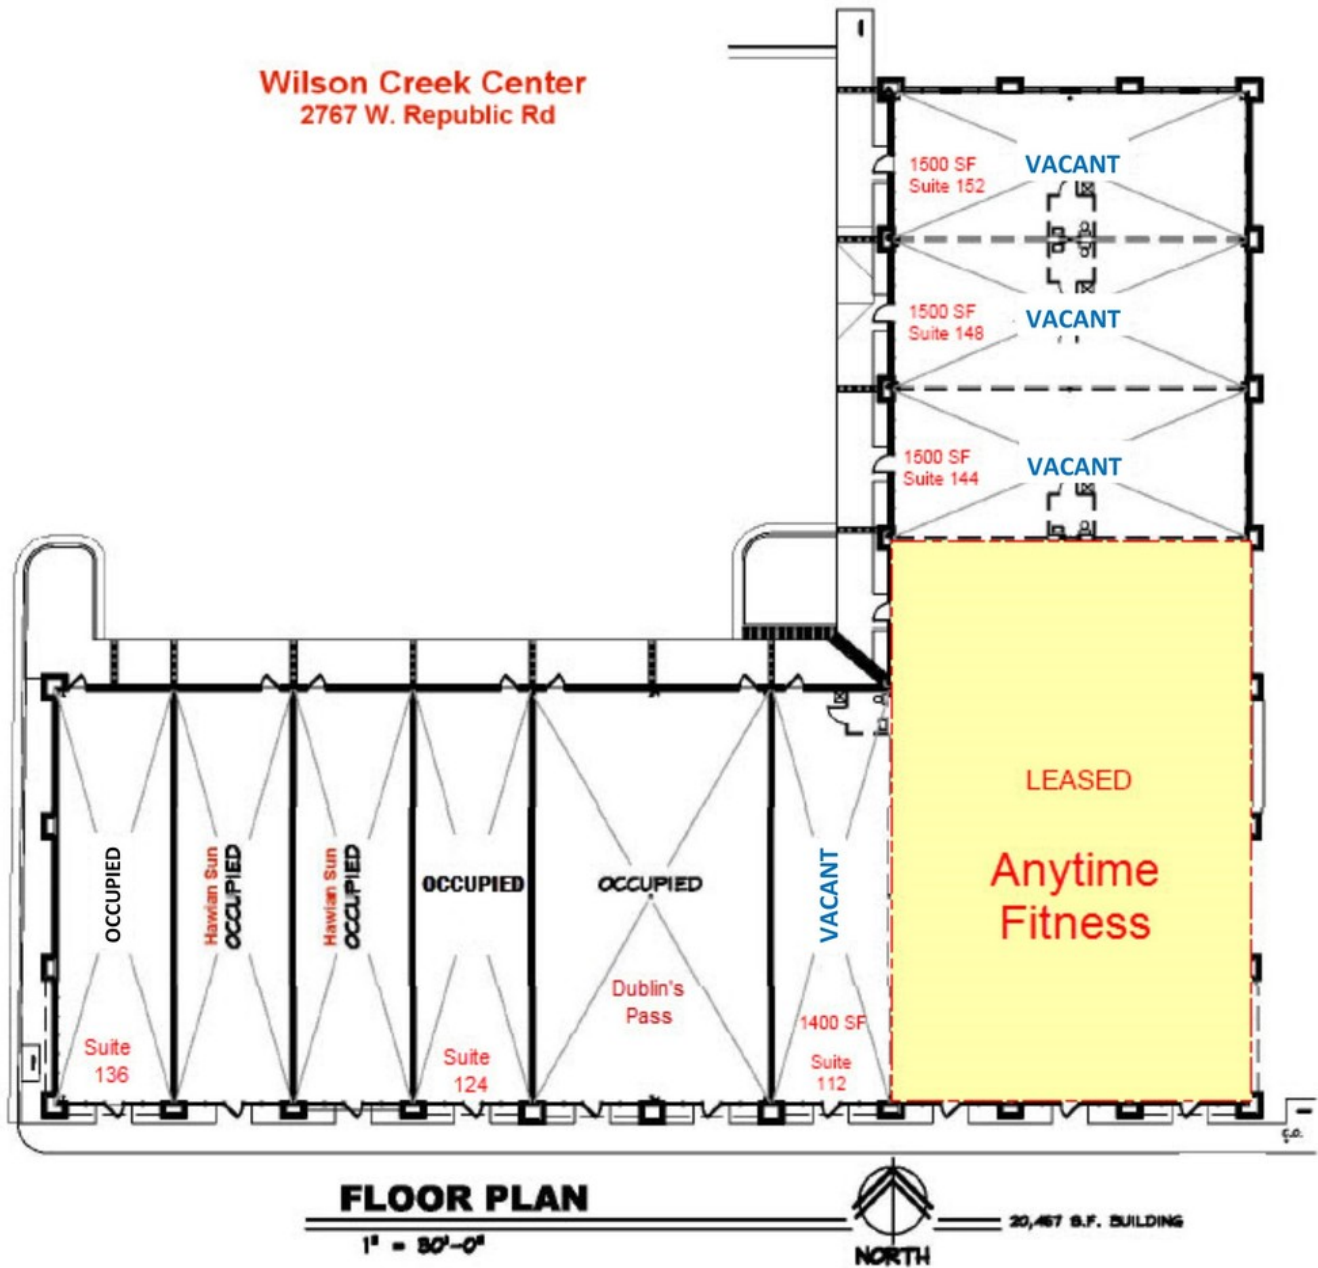 Wilson Creek Center
2767 W. Republic Rd
1500 SF
Suite 152
VACANT
1500 SF
Suite 148
VACANT
1500 SF
Suite 144
VACANT
LEASED
Anytime
Fitness
OCCUPIED
Suite
136
Hawian Sun
OCCUPIED
Hawian Sun
OCCUPIED
OCCUPIED
Suite
124
OCCUPIED
Dublin's
Pass
VACANT
1400 SF
Suite
112
C.O.
FLOOR PLAN
1" = 30'-0"
NORTH
20,457 S.F. BUILDING